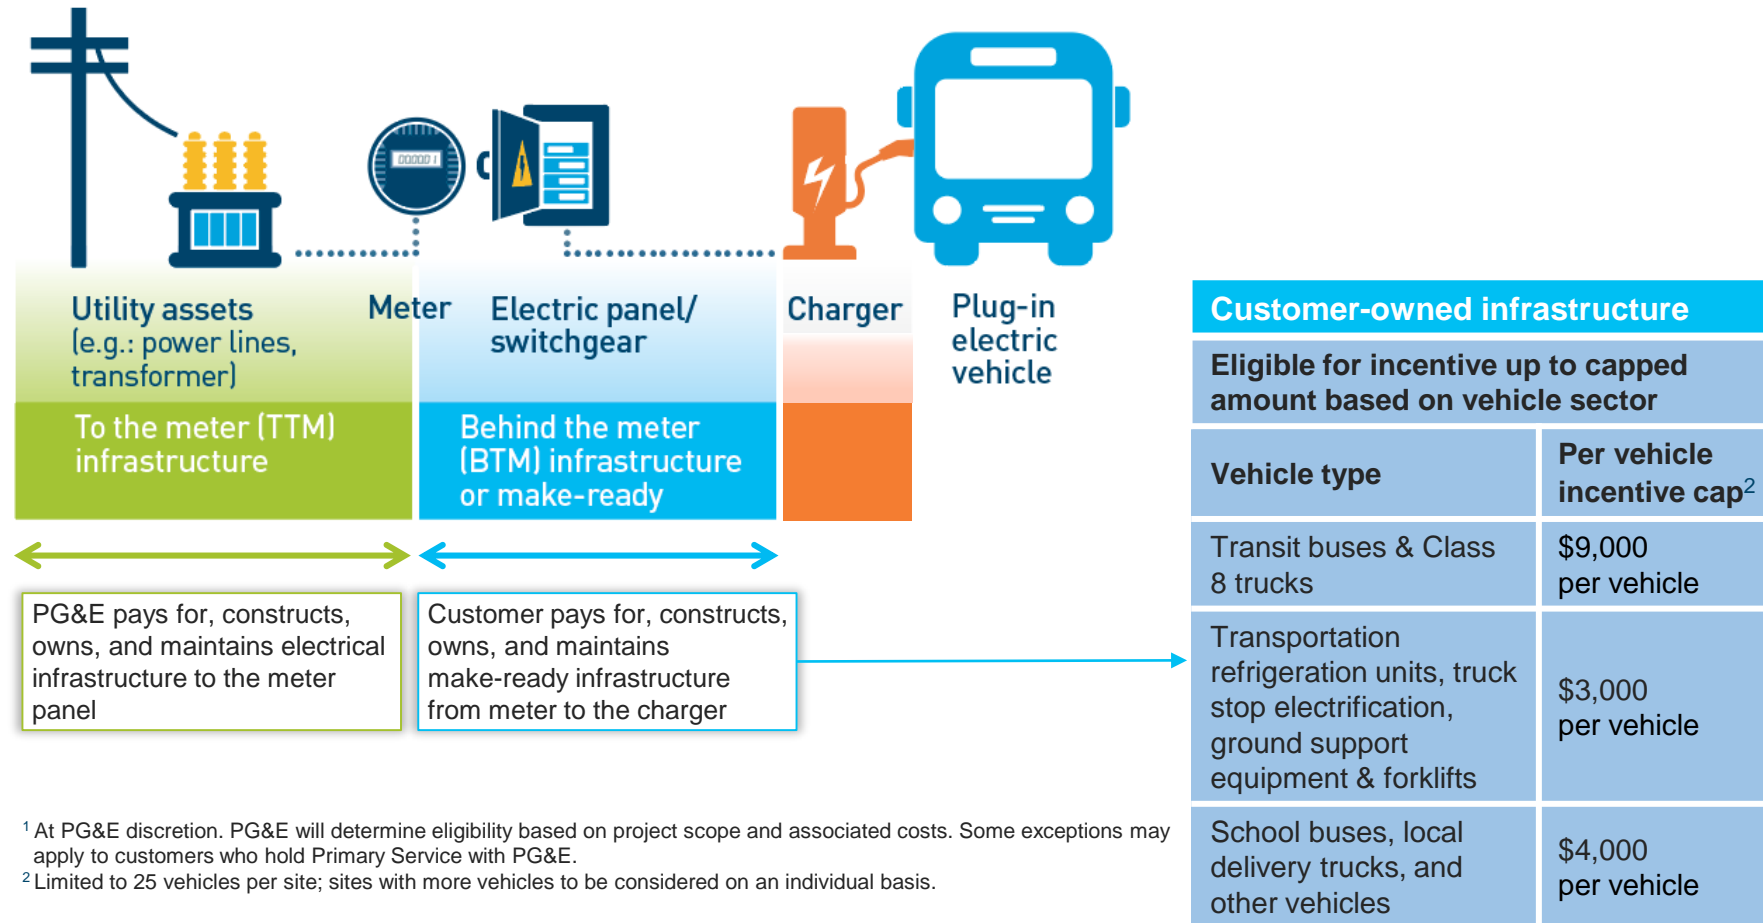 000001
Utility assets
(e.g.: power lines,
transformer)
Meter
Electric panel/
switchgear
Charger
Plug-in
electric
vehicle
To the meter (TTM)
infrastructure
Behind the meter
(BTM) infrastructure
or make-ready
PG&E pays for, constructs,
owns, and maintains electrical
infrastructure to the meter
panel
Customer pays for, constructs,
owns, and maintains
make-ready infrastructure
from meter to the charger
Customer-owned infrastructure
Eligible for incentive up to capped
amount based on vehicle sector
Vehicle type
Per vehicle
incentive cap2
Transit buses & Class
8 trucks
$9,000
per vehicle
Transportation
refrigeration units, truck
stop electrification,
ground support
equipment & forklifts
$3,000
per vehicle
School buses, local
delivery trucks, and
other vehicles
$4,000
per vehicle
1 At PG&E discretion. PG&E will determine eligibility based on project scope and associated costs. Some exceptions may
apply to customers who hold Primary Service with PG&E.
2 Limited to 25 vehicles per site; sites with more vehicles to be considered on an individual basis.